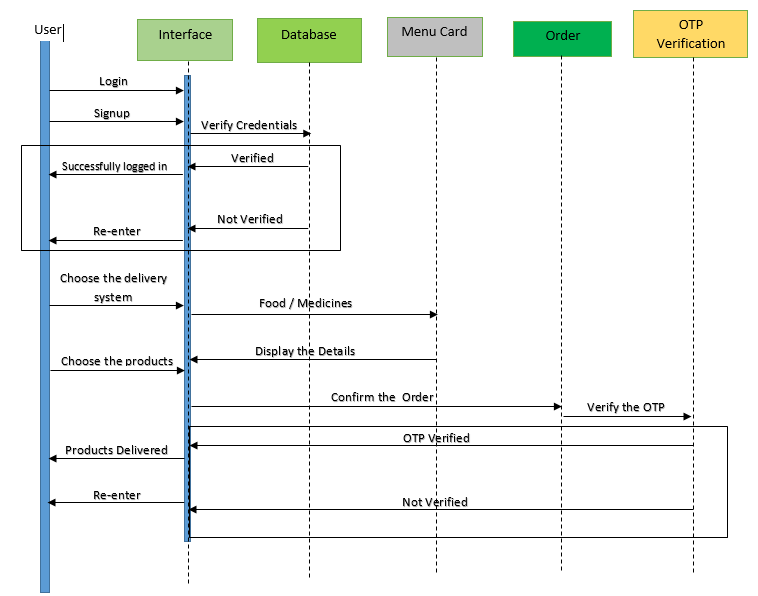 User
Interface
Database
Menu Card
Order
OTP
Verification
Login
Signup
Verify Credentials
Verified
Successfully logged in
Not Verified
Re-enter
Choose the delivery
system
Food / Medicines
Display the Details
Choose the products
Confirm the Order
Verify the OTP
OTP Verified
Products Delivered
Re-enter
Not Verified